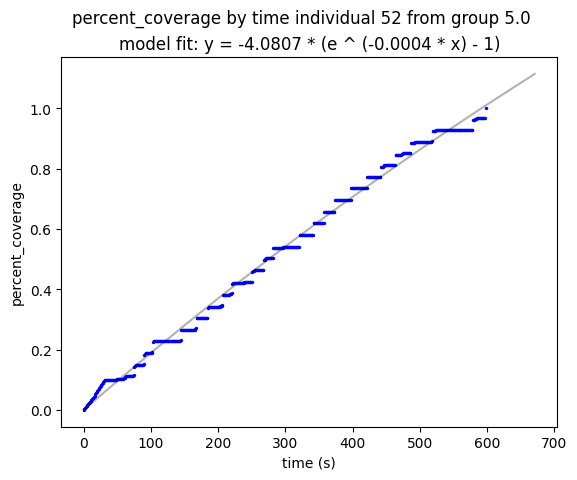 percent_coverage by time individual 52 from group 5.0
model fit: y = -4.0807 * (e ^ (-0.0004 * x) - 1)
1.0
0.8
0.6
0.4
0.2
0.0
percent_coverage
0 100 200 300 400 500 600 700
time (s)